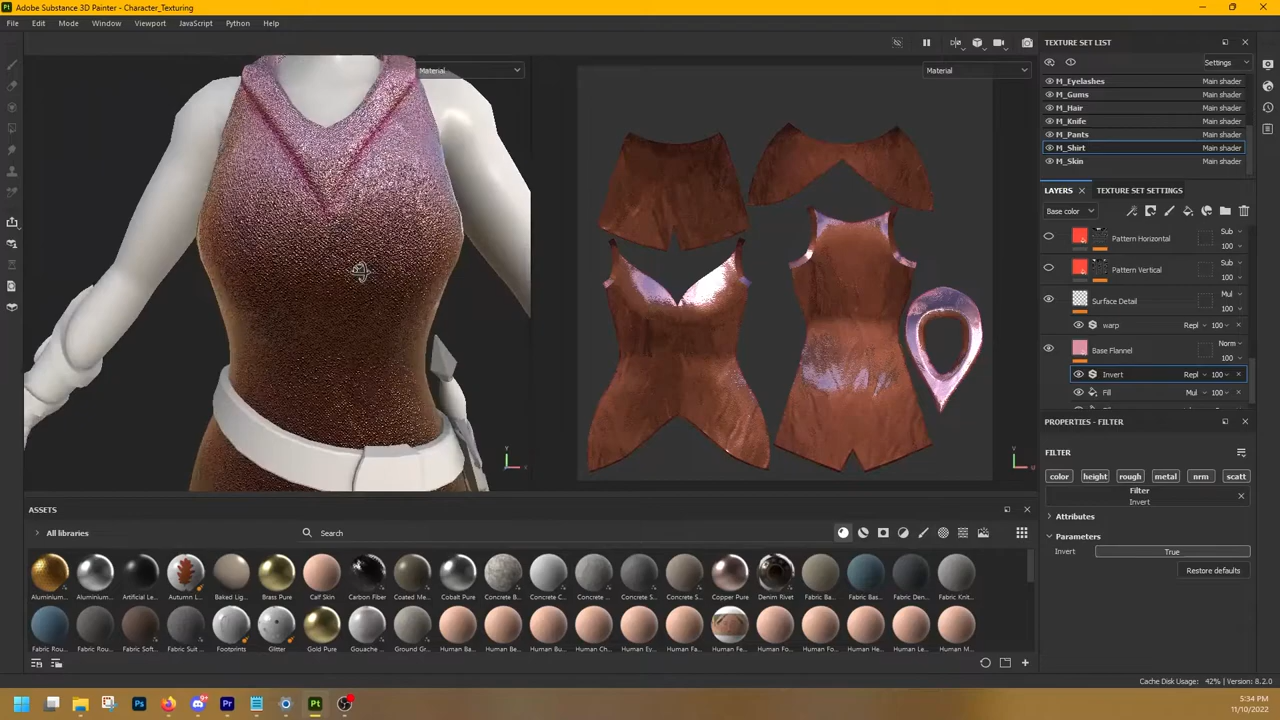 Pt Adobe Substance 3D Painter - Character_Texturing
File Edit Mode Window Viewport JavaScript Python Help
Material
Material
TEXTURE SET LIST
Settings
M_Eyelashes Main shader
M_Gums Main shader
M_Hair Main shader
M_Knife Main shader
M_Pants Main shader
M_Shirt Main shader
M_Skin Main shader
LAYERS TEXTURE SET SETTINGS
Base color
Pattern Horizontal Sub 100
Pattern Vertical Sub 100
Surface Detail Mul 100
warp Repl 100
Base Flannel Norm 100
Invert Repl 100
Fill Mul 100
PROPERTIES - FILTER
FILTER
color height rough metal nrm scatt
Filter
Invert
Attributes
Parameters
Invert True
Restore defaults
Y
Y
ASSETS
All libraries Search
Aluminium... Aluminium... Artificial Le... Autumn L... Baked Lig... Brass Pure Calf Skin Carbon Fiber Coated Me... Cobalt Pure Concrete B... Concrete C... Concrete ... Concrete S... Concrete S... Copper Pure Denim Rivet Fabric Ba... Fabric Bas... Fabric Den... Fabric Knit...
Fabric Rou... Fabric Rou... Fabric Soft... Fabric Suit ... Footprints Glitter Gold Pure Gouache ... Ground Gr... Human Ba... Human Be... Human Bu... Human Ch... Human Ey... Human Fa... Human Fe... Human Fo... Human Fo... Human He... Human Le... Human M...
Cache Disk Usage: 42% | Version: 8.2.0
Ps Pr Pt
5:34 PM
11/10/2022